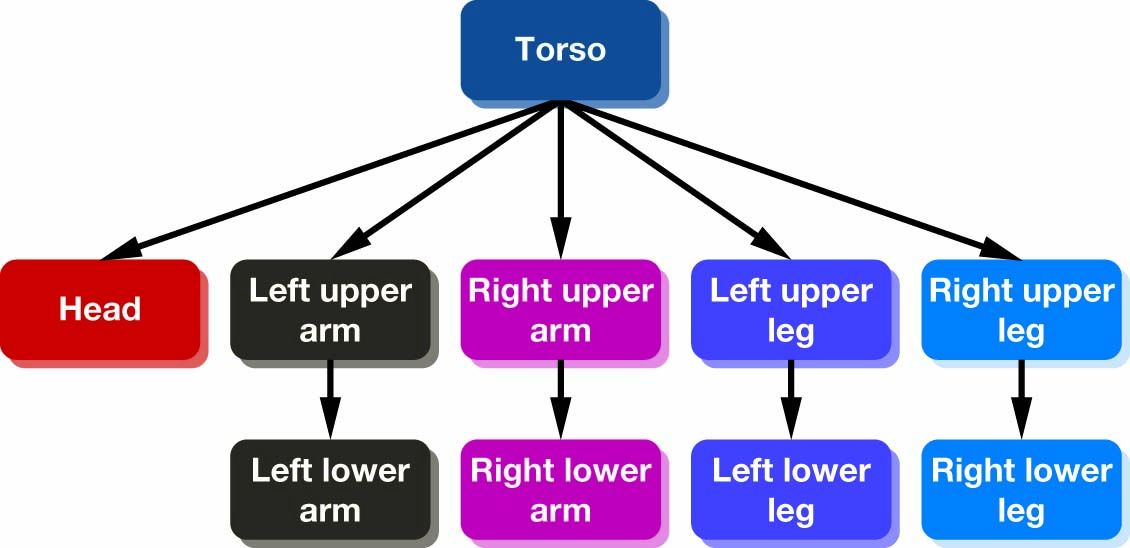 Torso
Head
Left upper
arm
Right upper
arm
Left upper
leg
Right upper
leg
Left lower
arm
Right lower
arm
Left lower
leg
Right lower
leg